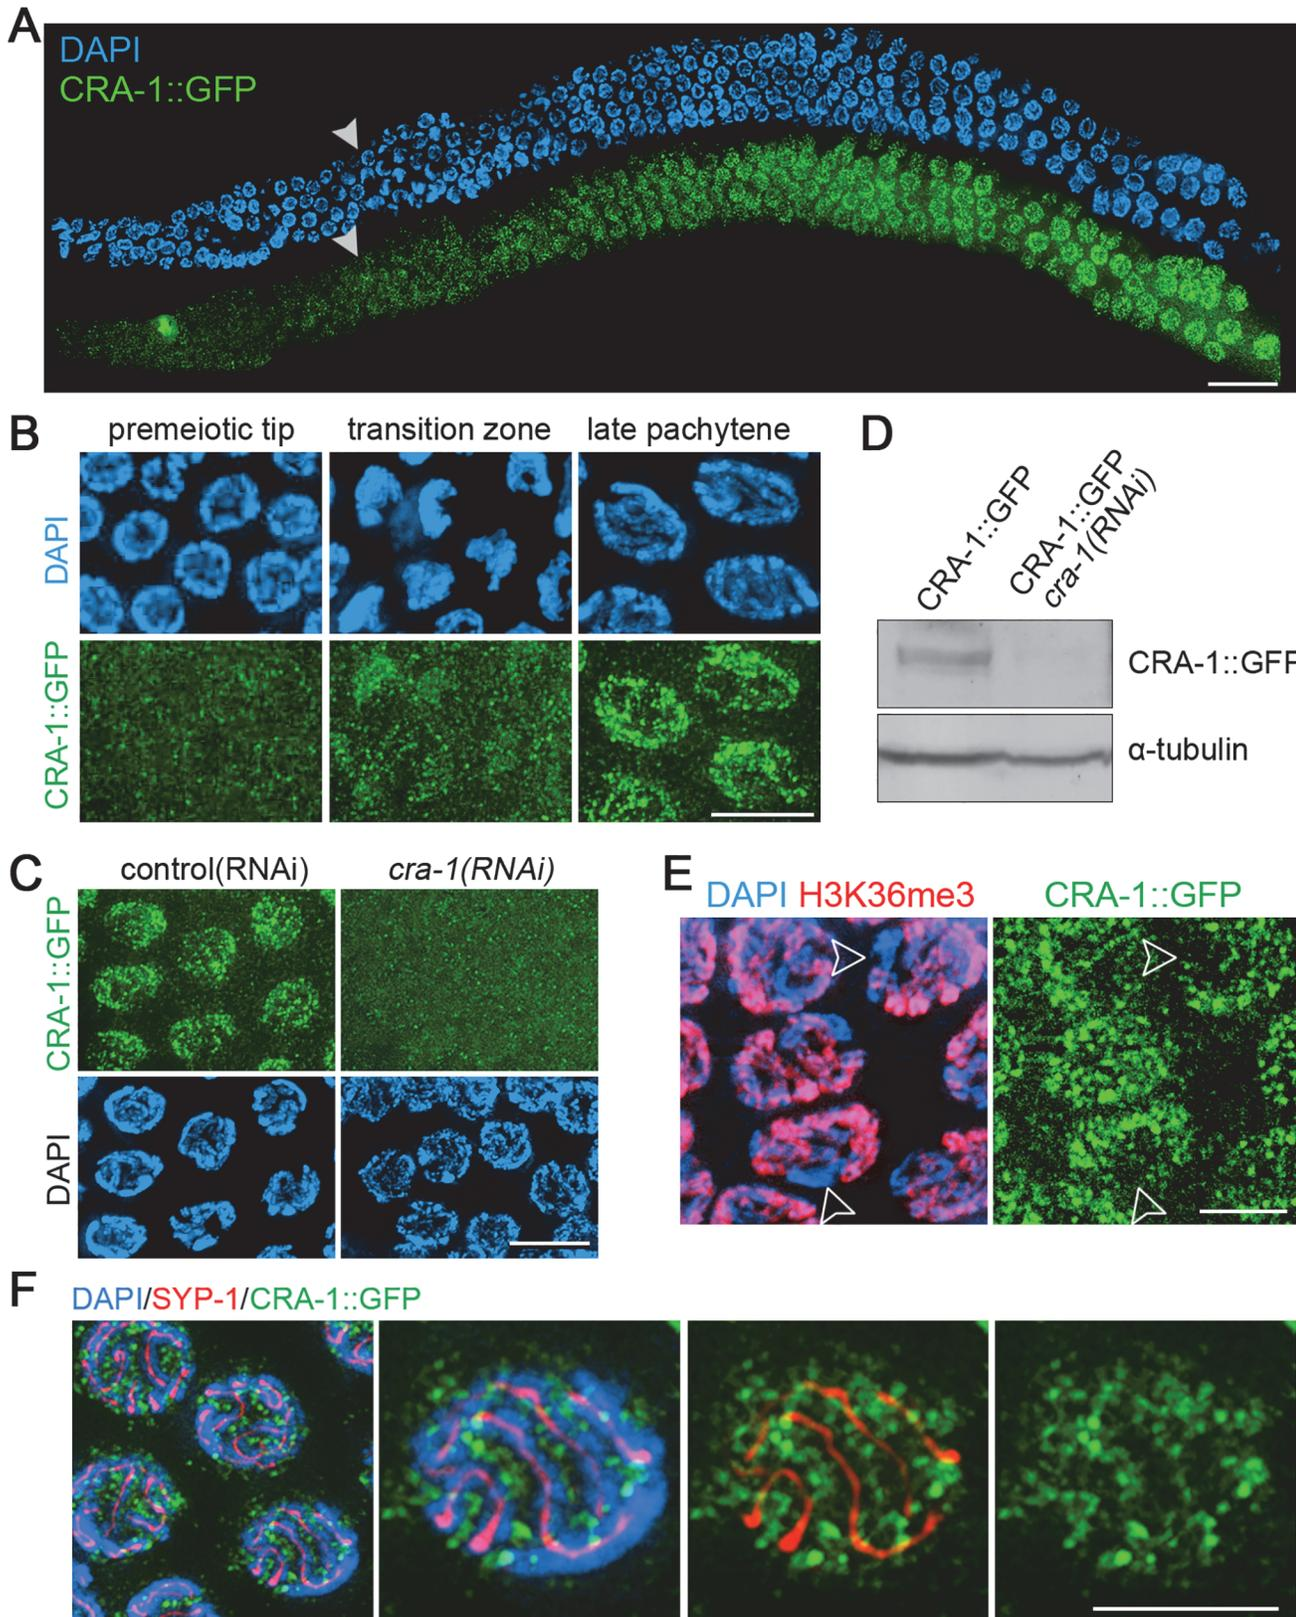 A
DAPI
CRA-1::GFP
B
premeiotic tip
transition zone
late pachytene
DAPI
CRA-1::GFP
D
CRA-1::GFP
CRA-1::GFP
cra-1(RNAi)
CRA-1::GFP
α-tubulin
C
control(RNAi)
cra-1(RNAi)
CRA-1::GFP
DAPI
E
DAPI H3K36me3
CRA-1::GFP
F
DAPI/SYP-1/CRA-1::GFP